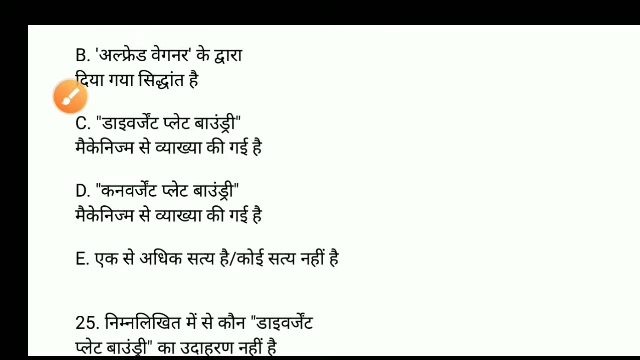 B. 'अल्फ्रेड वेगनर' के द्वारा
दिया गया सिद्धांत है
C. "डाइवर्जेंट प्लेट बाउंड्री"
मैकेनिज्म से व्याख्या की गई है
D. "कनवर्जेंट प्लेट बाउंड्री"
मैकेनिज्म से व्याख्या की गई है
E. एक से अधिक सत्य है/कोई सत्य नहीं है
25. निम्नलिखित में से कौन "डाइवर्जेंट
प्लेट बाउंड्री" का उदाहरण नहीं है